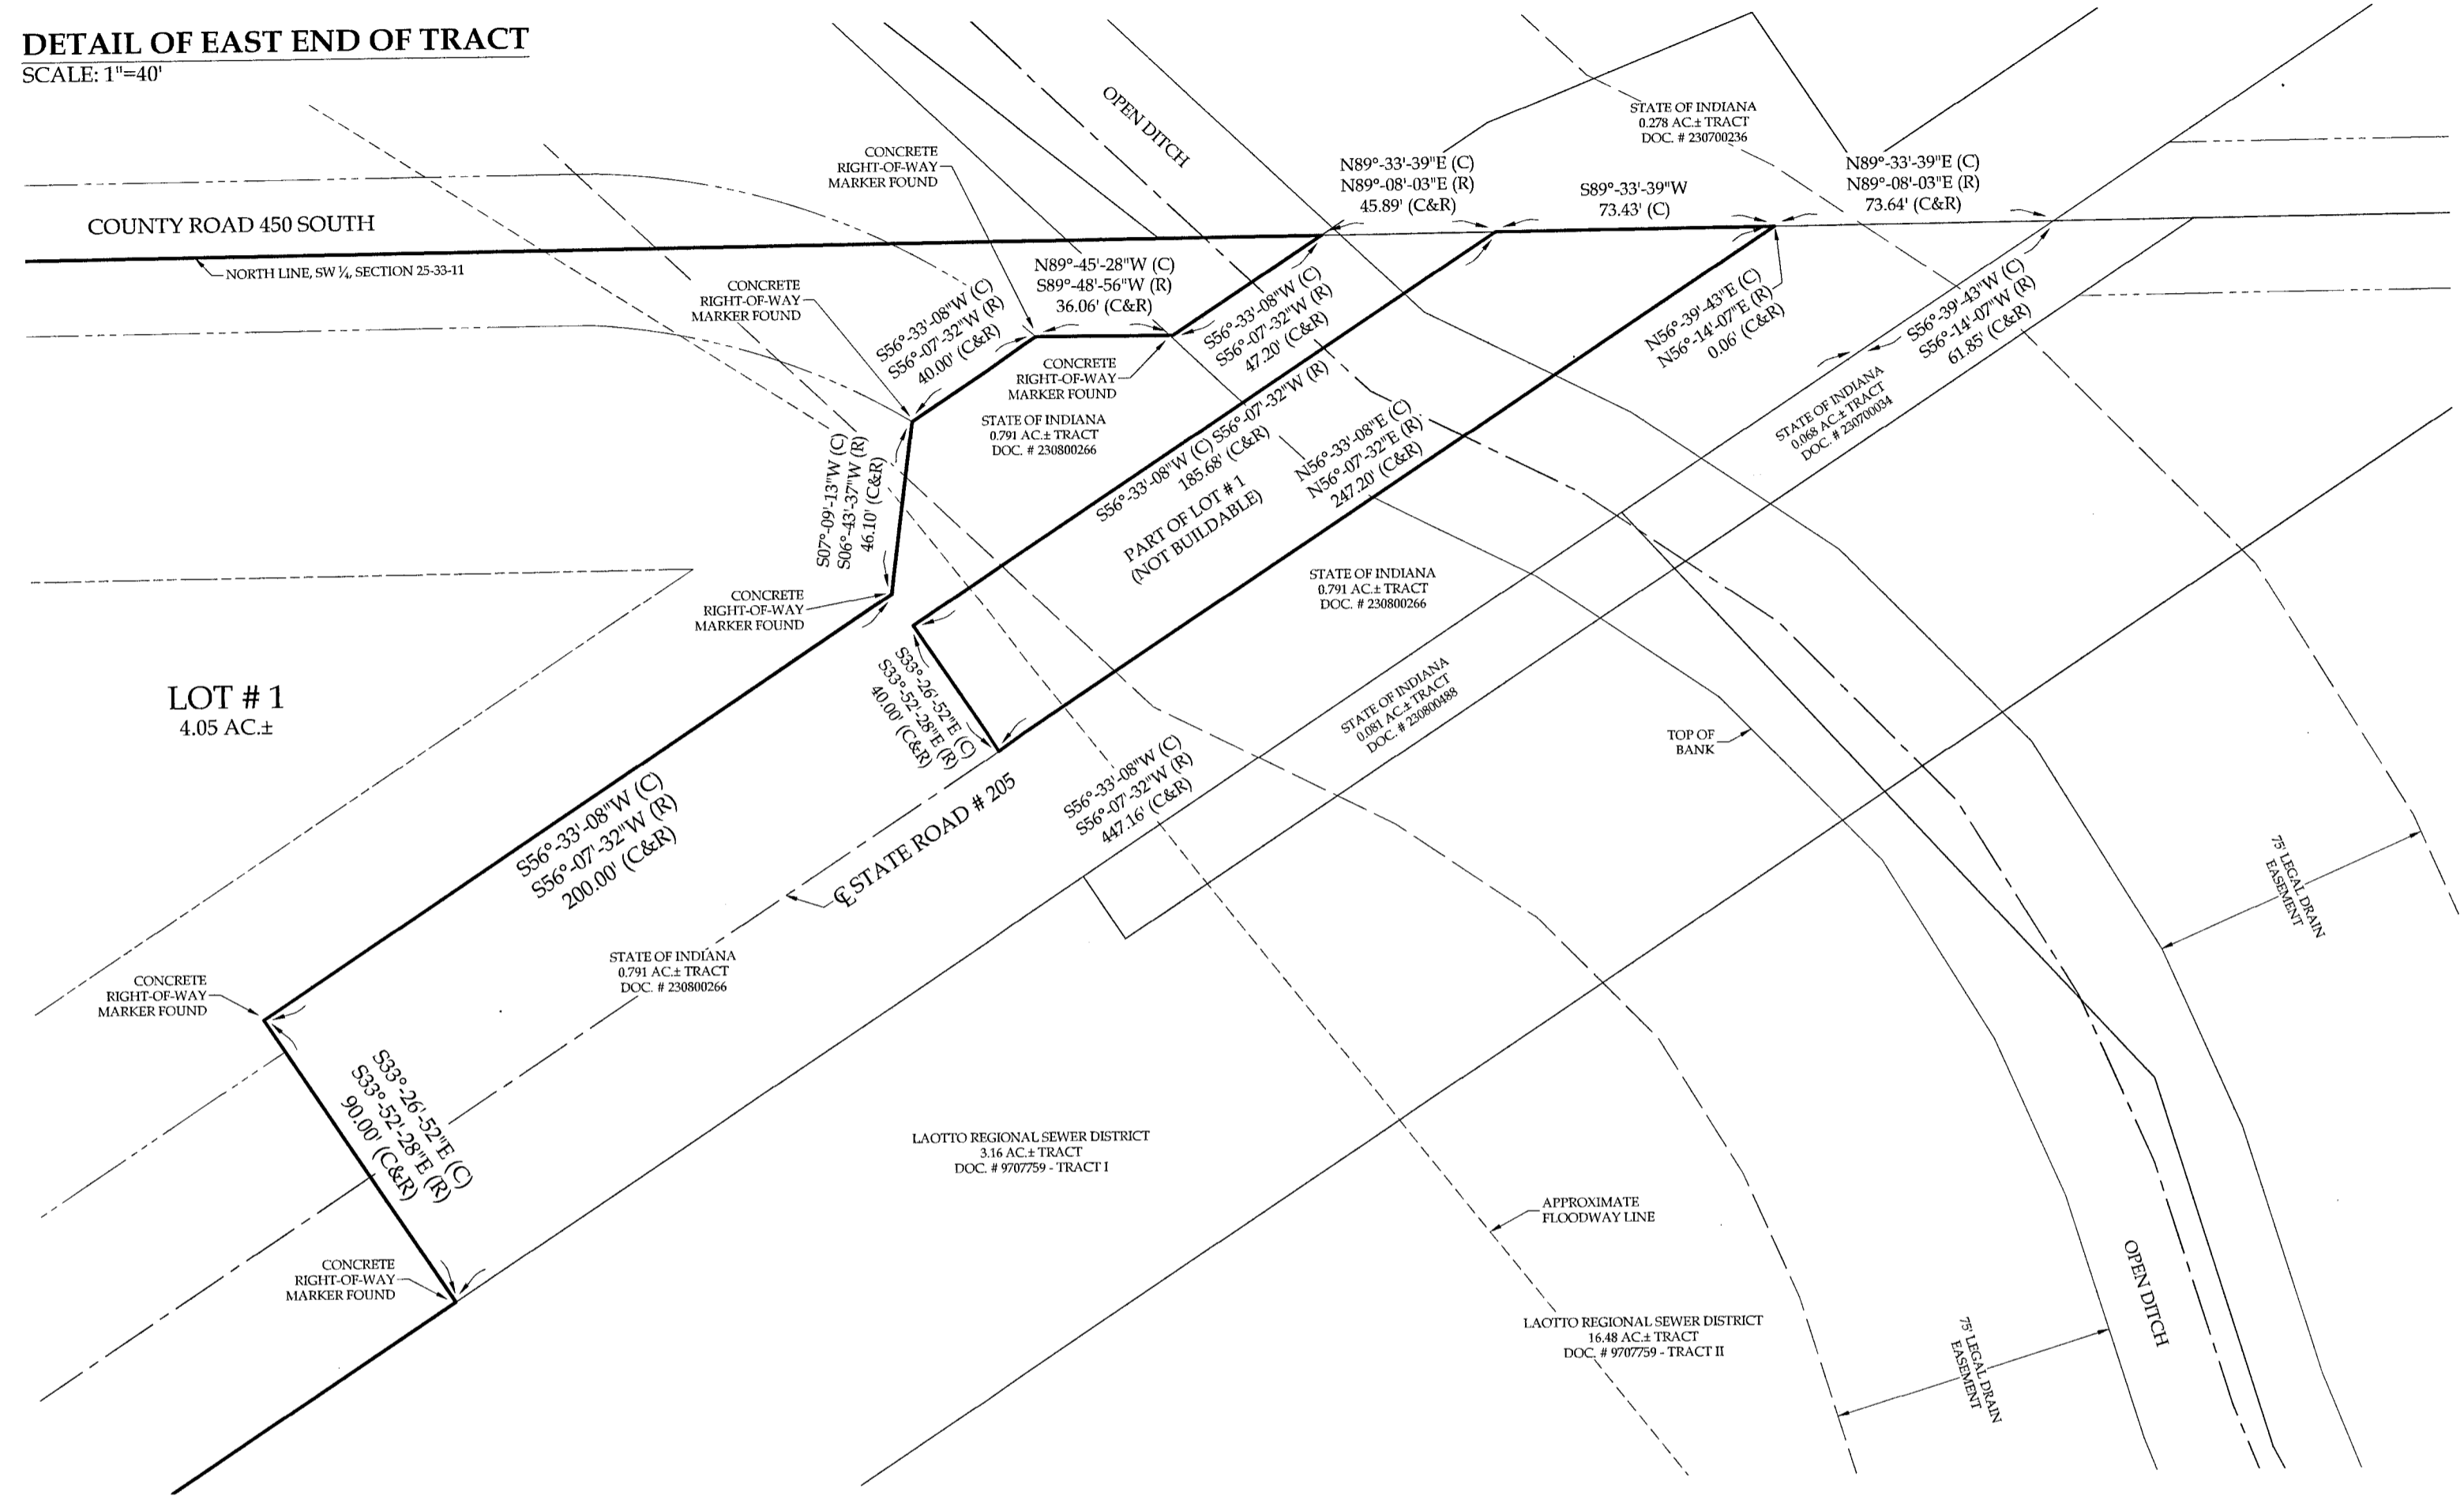 DETAIL OF EAST END OF TRACT
SCALE: 1"=40'
OPEN DITCH
STATE OF INDIANA
0.278 AC.± TRACT
DOC. # 230700236
CONCRETE
RIGHT-OF-WAY
MARKER FOUND
N89°-33'-39"E (C)
N89°-08'-03"E (R)
45.89' (C&R)
S89°-33'-39"W
73.43' (C)
N89°-33'-39"E (C)
N89°-08'-03"E (R)
73.64' (C&R)
COUNTY ROAD 450 SOUTH
NORTH LINE, SW ¼, SECTION 25-33-11
CONCRETE
RIGHT-OF-WAY
MARKER FOUND
N89°-45'-28"W (C)
S89°-48'-56"W (R)
36.06' (C&R)
S56°-33'-08"W (C)
S56°-07'-32"W (R)
40.00' (C&R)
S56°-33'-08"W (C)
S56°-07'-32"W (R)
47.20' (C&R)
N56°-39'-43"E (C)
N56°-14'-07"E (R)
0.06' (C&R)
S56°-39'-43"W (C)
S56°-14'-07"W (R)
61.85' (C&R)
CONCRETE
RIGHT-OF-WAY
MARKER FOUND
STATE OF INDIANA
0.791 AC.± TRACT
DOC. # 230800266
STATE OF INDIANA
0.068 AC.± TRACT
DOC. # 230700034
S07°-09'-13"W (C)
S06°-43'-37"W (R)
46.10' (C&R)
S56°-33'-08"W (C) S56°-07'-32"W (R)
185.68' (C&R)
PART OF LOT # 1
(NOT BUILDABLE)
N56°-33'-08"E (C)
N56°-07'-32"E (R)
247.20' (C&R)
CONCRETE
RIGHT-OF-WAY
MARKER FOUND
STATE OF INDIANA
0.791 AC.± TRACT
DOC. # 230800266
LOT # 1
4.05 AC.±
S33°-26'-52"E (C)
S33°-52'-28"E (R)
40.00' (C&R)
STATE OF INDIANA
0.081 AC.± TRACT
DOC. # 230800488
TOP OF
BANK
S56°-33'-08"W (C)
S56°-07'-32"W (R)
200.00' (C&R)
℄ STATE ROAD # 205
S56°-33'-08"W (C)
S56°-07'-32"W (R)
447.16' (C&R)
75' LEGAL DRAIN
EASEMENT
STATE OF INDIANA
0.791 AC.± TRACT
DOC. # 230800266
CONCRETE
RIGHT-OF-WAY
MARKER FOUND
S33°-26'-52"E (C)
S33°-52'-28"E (R)
90.00' (C&R)
LAOTTO REGIONAL SEWER DISTRICT
3.16 AC.± TRACT
DOC. # 9707759 - TRACT I
APPROXIMATE
FLOODWAY LINE
CONCRETE
RIGHT-OF-WAY
MARKER FOUND
LAOTTO REGIONAL SEWER DISTRICT
16.48 AC.± TRACT
DOC. # 9707759 - TRACT II
75' LEGAL DRAIN
EASEMENT
OPEN DITCH